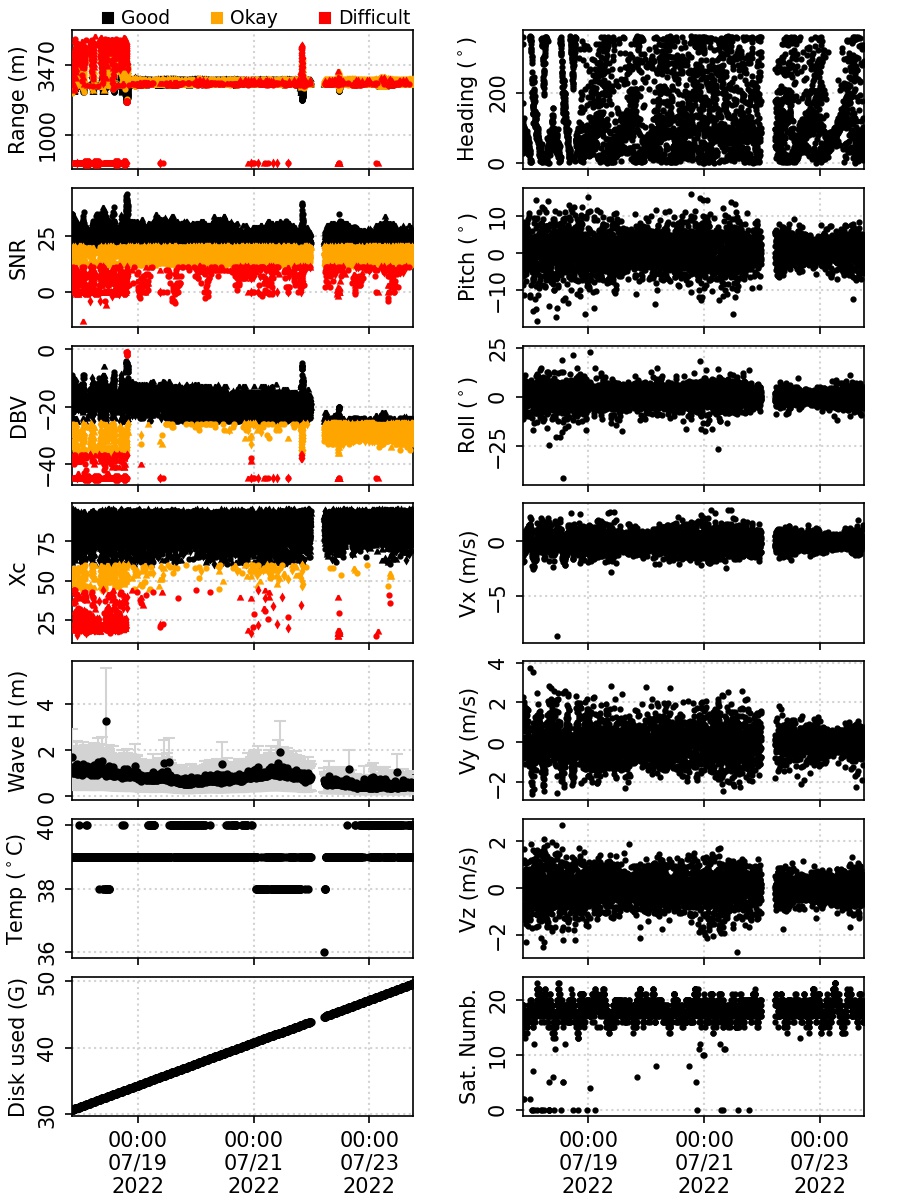 Good Okay Difficult
Range (m)
3470
1000
Heading (°)
200
0
SNR
25
0
Pitch (°)
10
0
−10
DBV
0
−20
−40
Roll (°)
25
0
−25
Xc
75
50
25
Vx (m/s)
0
−5
Wave H (m)
4
2
0
Vy (m/s)
4
2
0
−2
Temp (°C)
40
38
36
Vz (m/s)
2
0
−2
Disk used (G)
50
40
30
Sat. Numb.
20
10
0
00:00 00:00 00:00 00:00 00:00 00:00
07/19 07/21 07/23 07/19 07/21 07/23
2022 2022 2022 2022 2022 2022